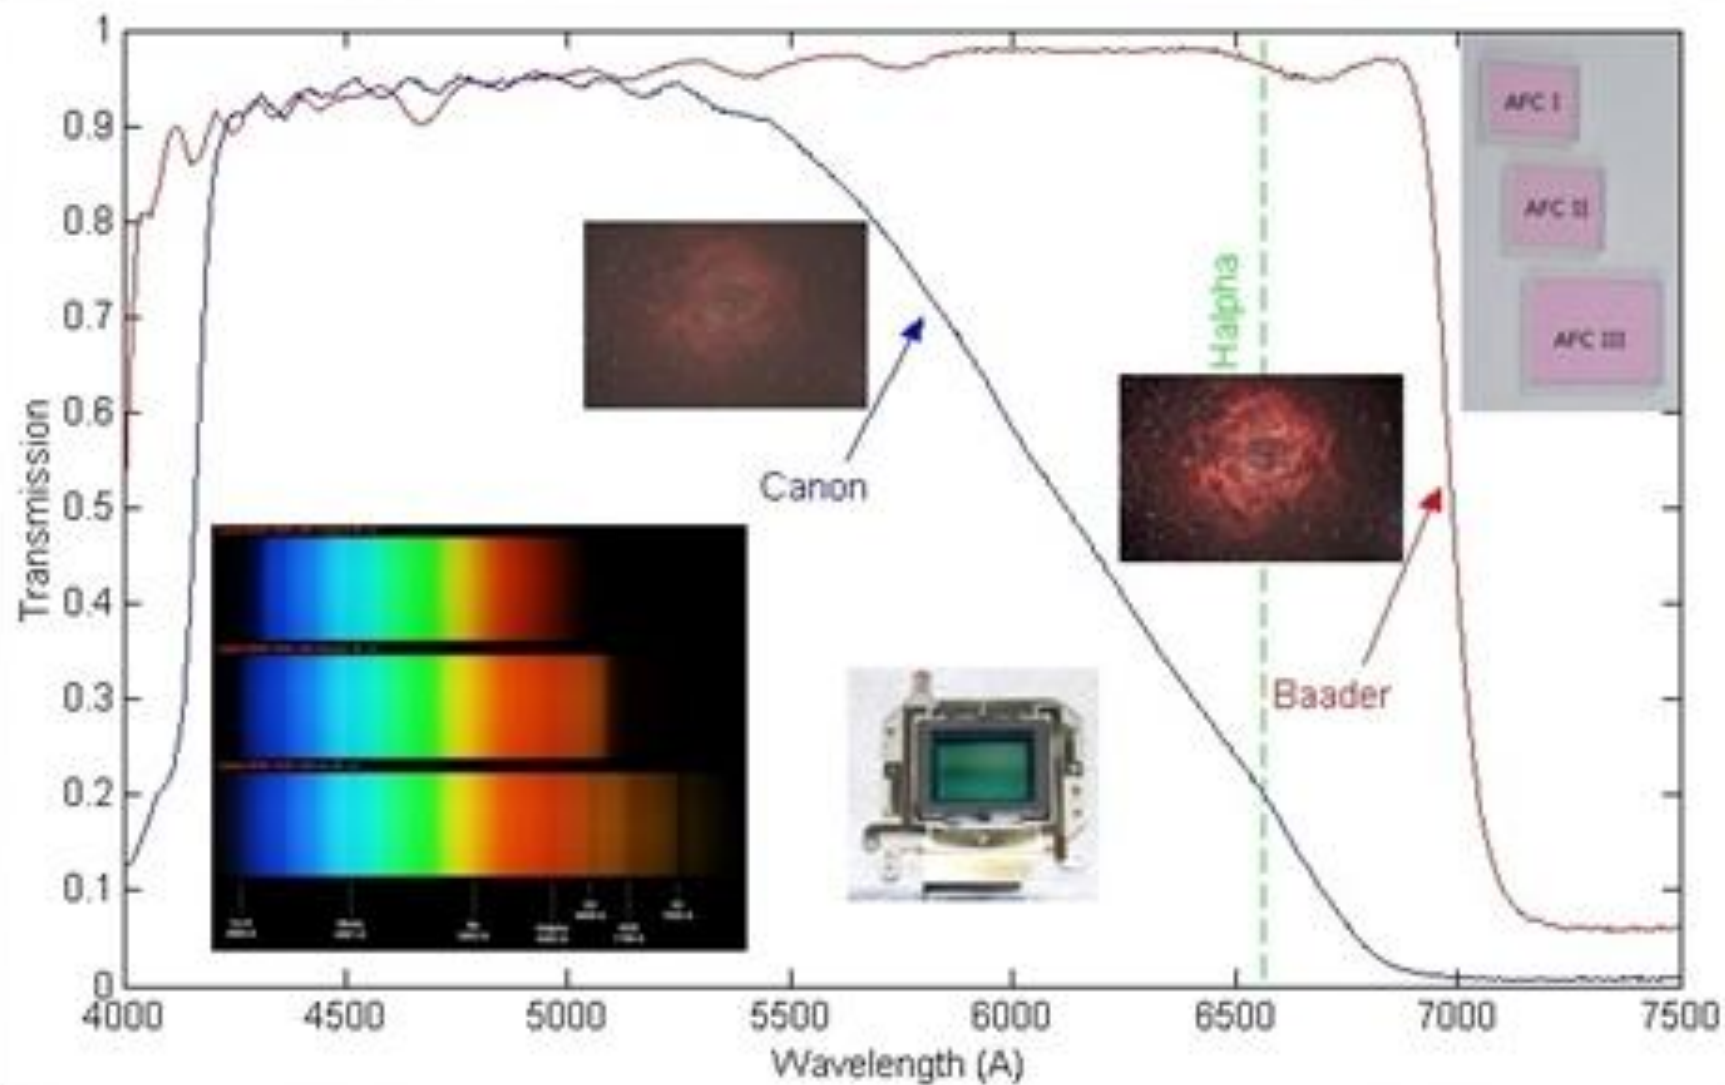 1
0.9
0.8
0.7
0.6
0.5
0.4
0.3
0.2
0.1
0
Transmission
4000 4500 5000 5500 6000 6500 7000 7500
Wavelength (A)
Canon
Halpha
Baader
AFC I
AFC II
AFC III